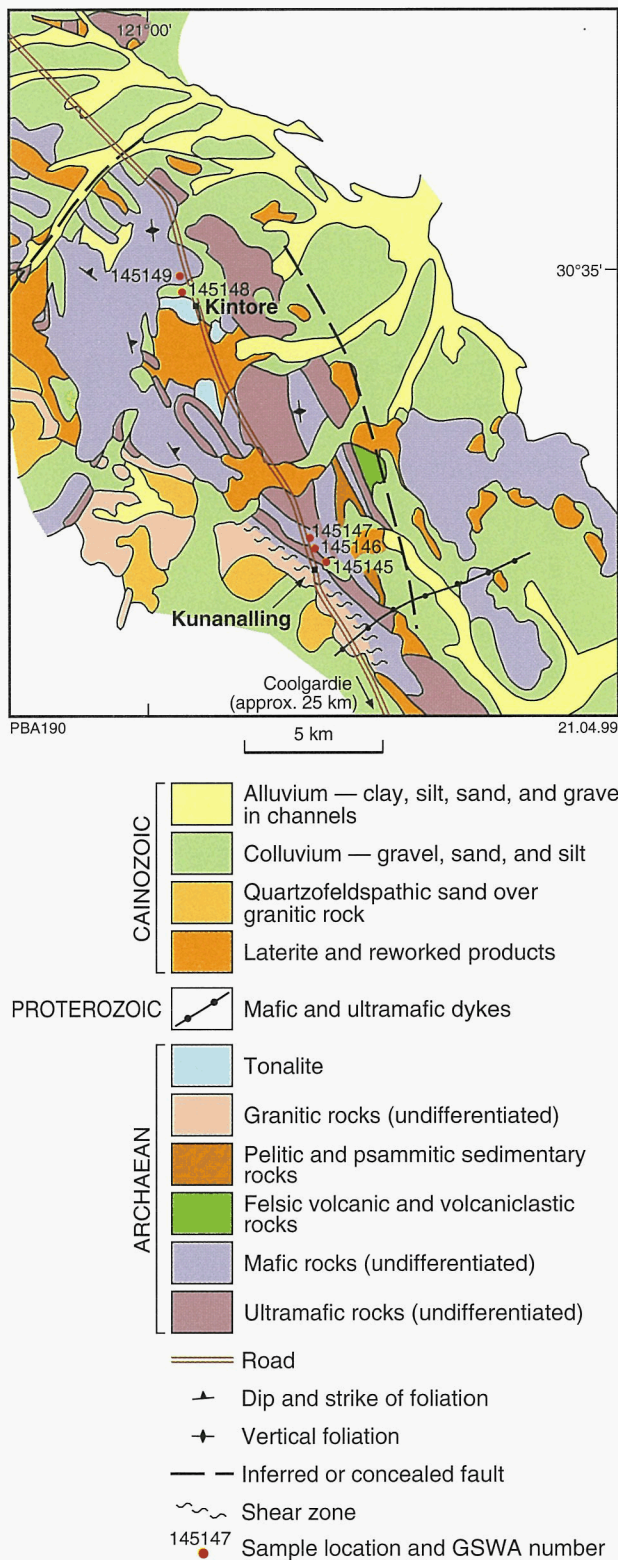 121°00'
30°35'
145149
145148
Kintore
145147
145146
145145
Kunanalling
Coolgardie
(approx. 25 km)
PBA190
21.04.99
5 km
CAINOZOIC
Alluvium — clay, silt, sand, and grave
in channels
Colluvium — gravel, sand, and silt
Quartzofeldspathic sand over
granitic rock
Laterite and reworked products
PROTEROZOIC
Mafic and ultramafic dykes
ARCHAEAN
Tonalite
Granitic rocks (undifferentiated)
Pelitic and psammitic sedimentary
rocks
Felsic volcanic and volcaniclastic
rocks
Mafic rocks (undifferentiated)
Ultramafic rocks (undifferentiated)
Road
Dip and strike of foliation
Vertical foliation
Inferred or concealed fault
Shear zone
145147
Sample location and GSWA number